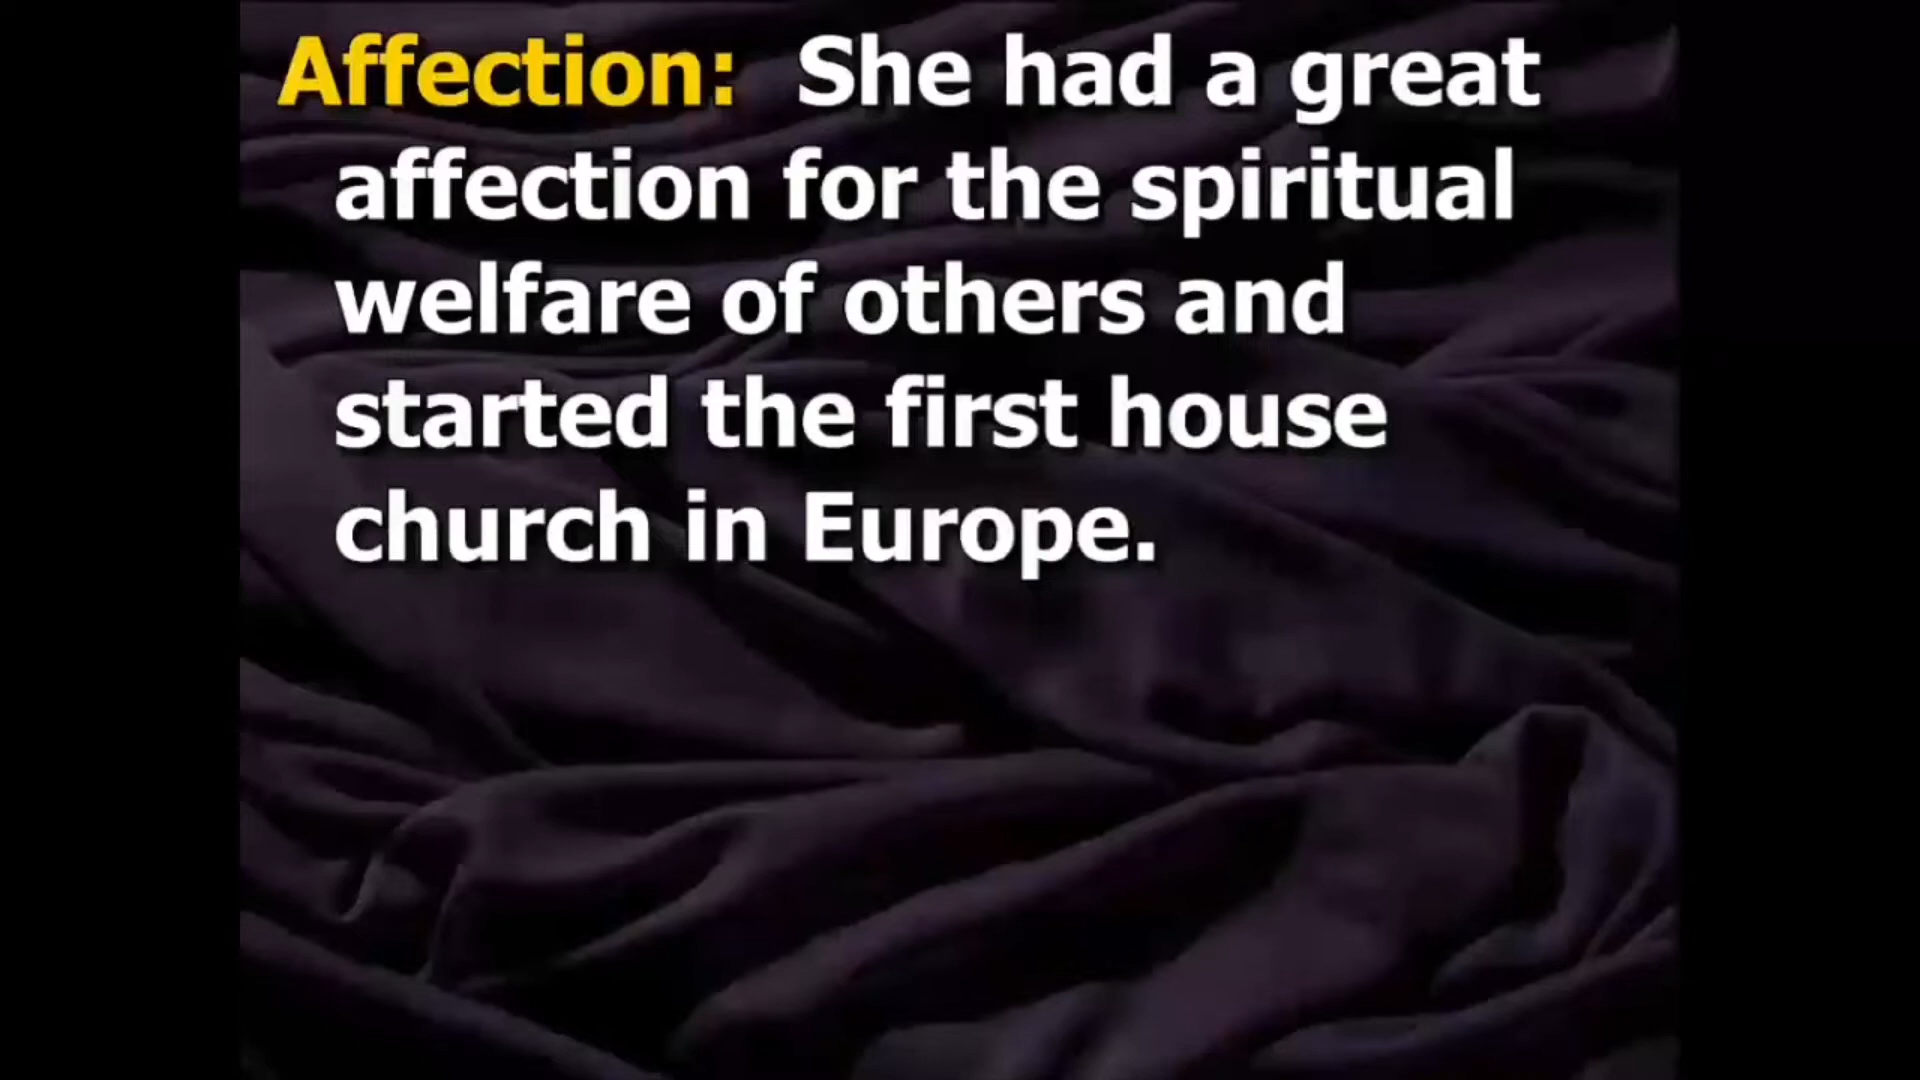 Affection: She had a great
affection for the spiritual
welfare of others and
started the first house
church in Europe.